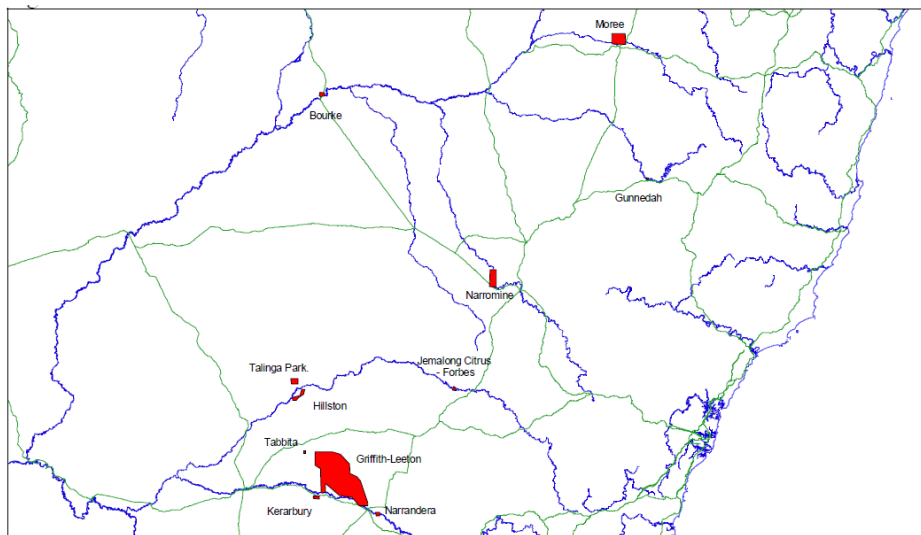 Moree
Bourke
Gunnedah
Narromine
Talinga Park.
Jemalong Citrus
- Forbes
Hillston
Tabbita
Griffith-Leeton
Kerarbury
Narrandera